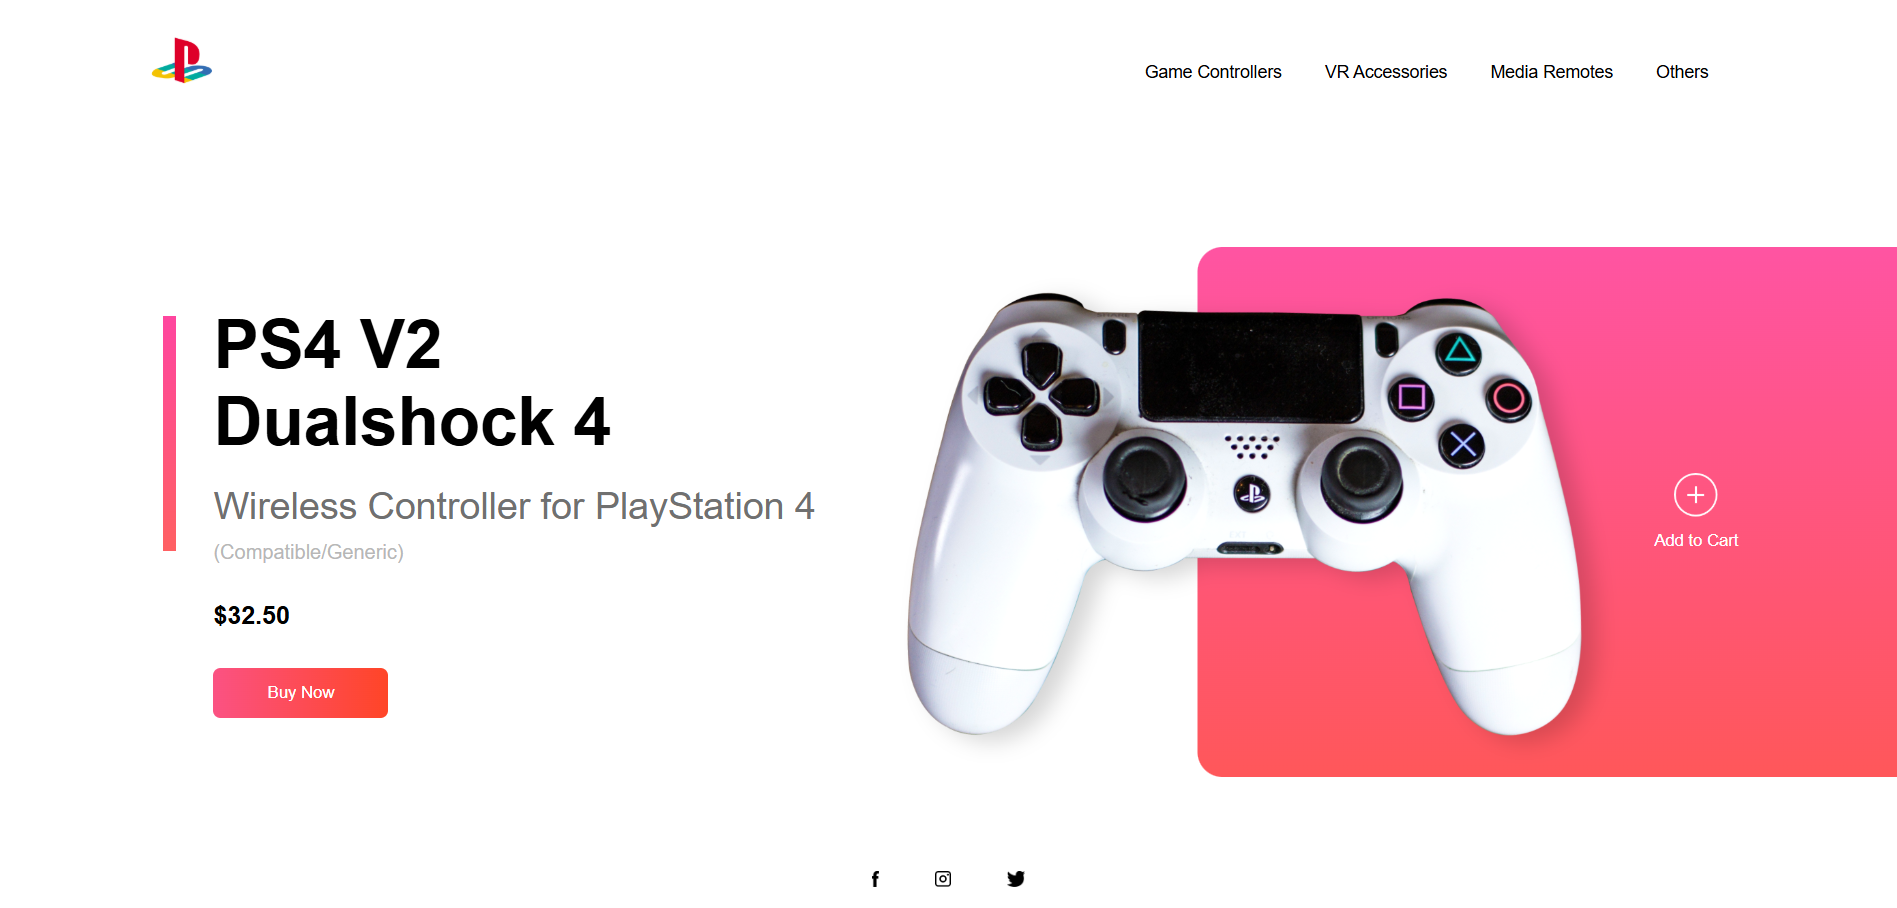 Game Controllers VR Accessories Media Remotes Others
PS4 V2
Dualshock 4
Wireless Controller for PlayStation 4
(Compatible/Generic)
$32.50
Buy Now
Add to Cart